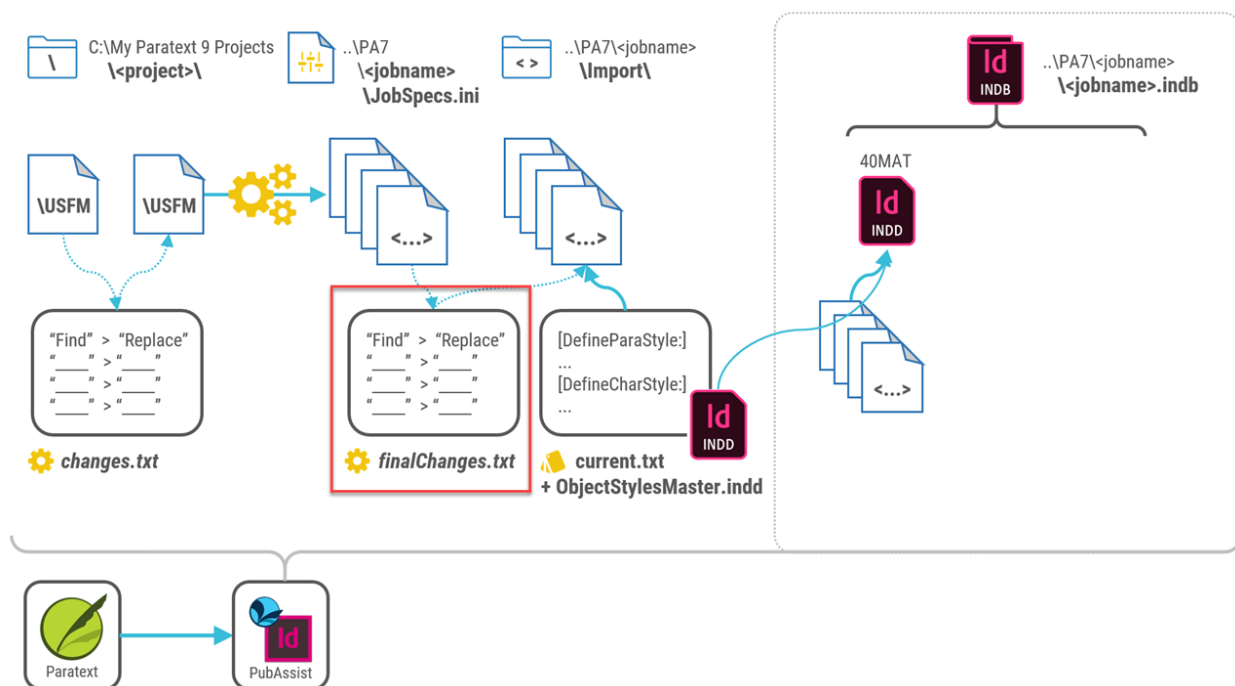 C:\My Paratext 9 Projects
\<project>\
\
..\PA7
\<jobname>
\JobSpecs.ini
< >
..\PA7\<jobname>
\Import\
Id
INDB
..\PA7\<jobname>
\<jobname>.indb
\USFM
\USFM
<...>
<...>
40MAT
Id
INDD
<...>
“Find” > “Replace”
“____” > “____”
“____” > “____”
“____” > “____”
changes.txt
“Find” > “Replace”
“____” > “____”
“____” > “____”
“____” > “____”
finalChanges.txt
[DefineParaStyle:]
...
[DefineCharStyle:]
...
Id
INDD
current.txt
+ ObjectStylesMaster.indd
Paratext
Id
PubAssist